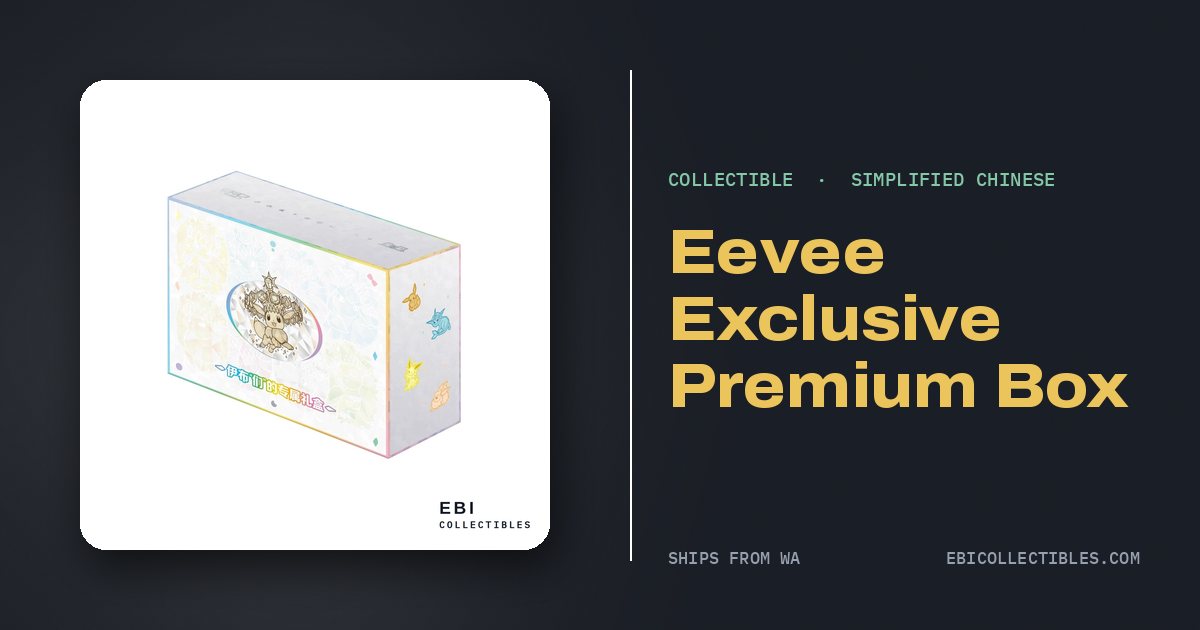 伊布们的专属礼盒
EBI
COLLECTIBLES
COLLECTIBLE · SIMPLIFIED CHINESE
Eevee
Exclusive
Premium Box
SHIPS FROM WA
EBICOLLECTIBLES.COM